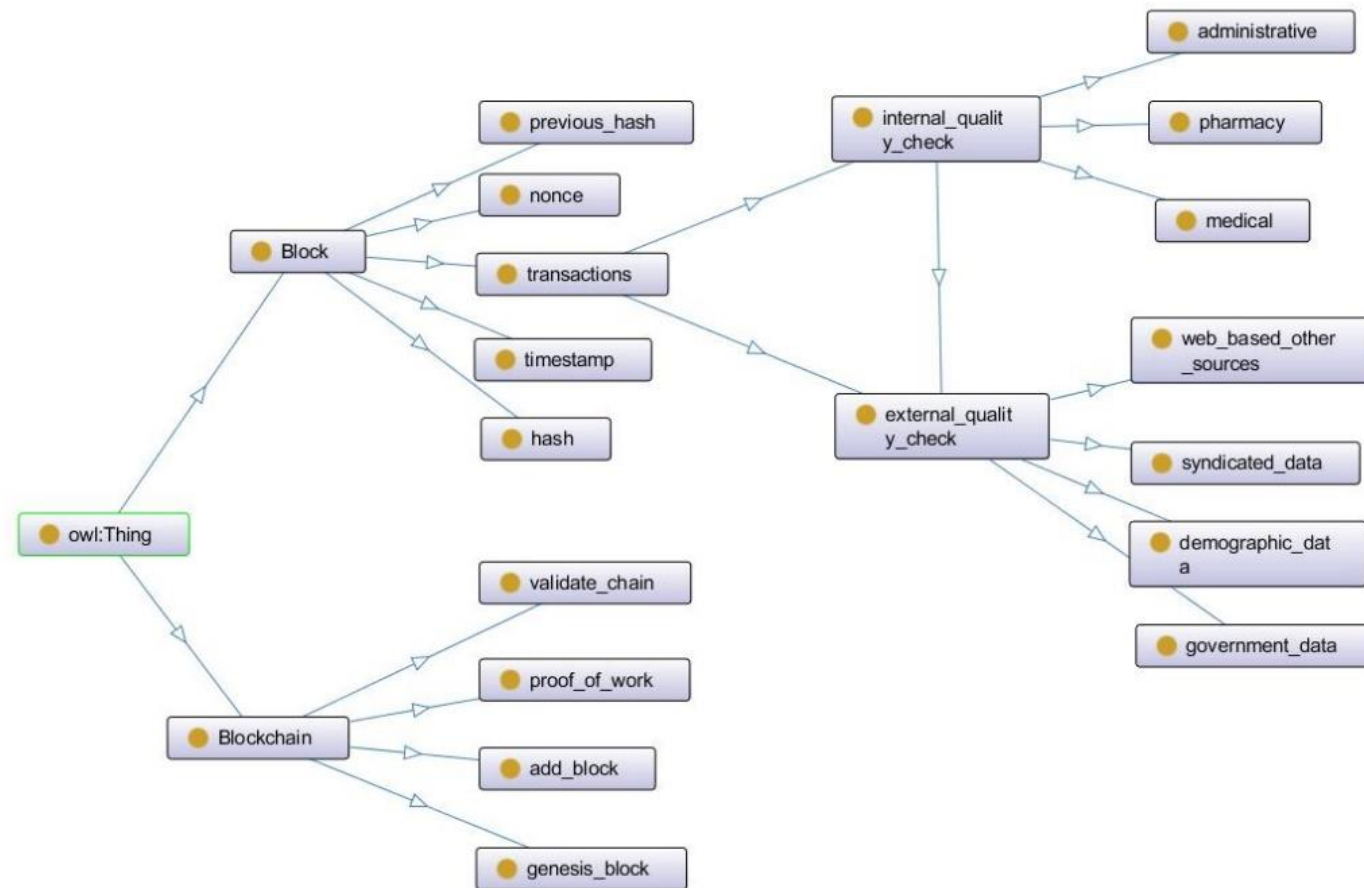 administrative
internal_qualit
y_check
previous_hash
pharmacy
nonce
medical
Block
transactions
web_based_other
_sources
timestamp
external_qualit
y_check
hash
syndicated_data
owl:Thing
demographic_dat
a
validate_chain
government_data
proof_of_work
Blockchain
add_block
genesis_block